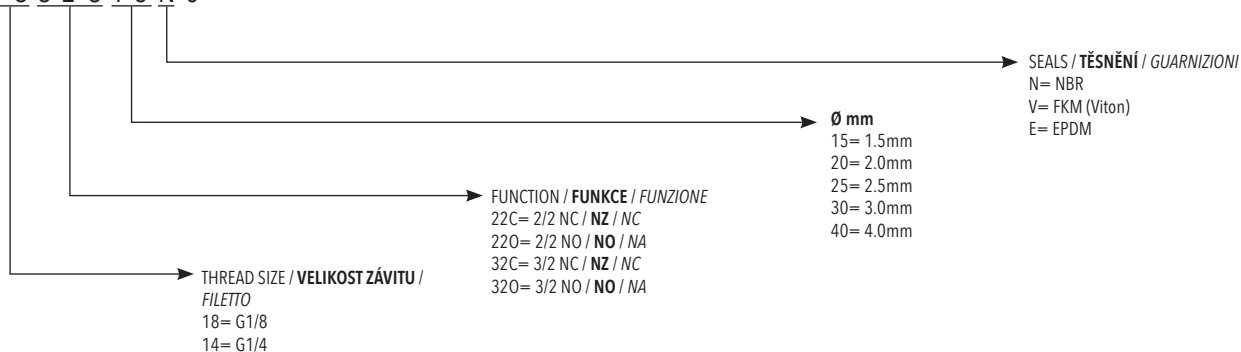 SEALS / TĚSNĚNÍ / GUARNIZIONI
N= NBR
V= FKM (Viton)
E= EPDM
Ø mm
15= 1.5mm
20= 2.0mm
25= 2.5mm
30= 3.0mm
40= 4.0mm
FUNCTION / FUNKCE / FUNZIONE
22C= 2/2 NC / NZ / NC
22O= 2/2 NO / NO / NA
32C= 3/2 NC / NZ / NC
32O= 3/2 NO / NO / NA
THREAD SIZE / VELIKOST ZÁVITU /
FILETTO
18= G1/8
14= G1/4